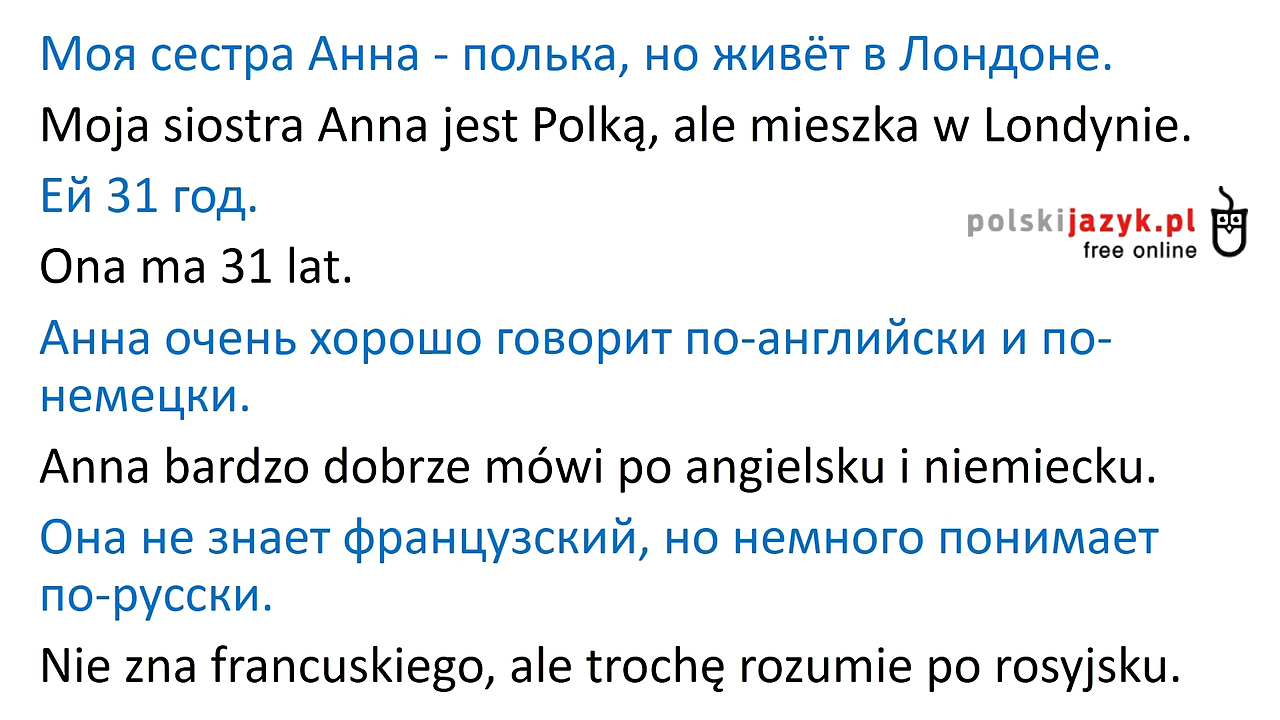 Моя сестра Анна - полька, но живёт в Лондоне.
Moja siostra Anna jest Polką, ale mieszka w Londynie.
Ей 31 год.
polskijazyk.pl
free online
Ona ma 31 lat.
Анна очень хорошо говорит по-английски и по-
немецки.
Anna bardzo dobrze mówi po angielsku i niemiecku.
Она не знает французский, но немного понимает
по-русски.
Nie zna francuskiego, ale trochę rozumie po rosyjsku.